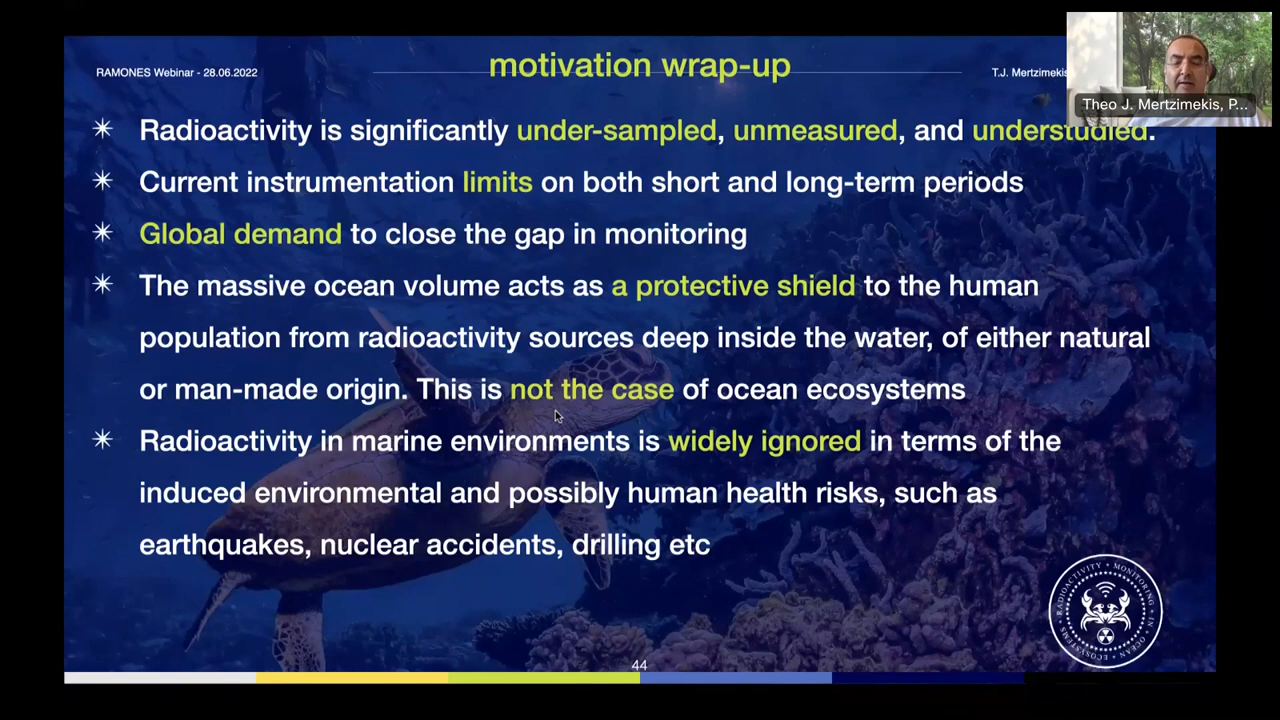 RAMONES Webinar - 28.06.2022
motivation wrap-up
T.J. Mertzimekis
Theo J. Mertzimekis, P...
Radioactivity is significantly under-sampled, unmeasured, and understudied.
Current instrumentation limits on both short and long-term periods
Global demand to close the gap in monitoring
The massive ocean volume acts as a protective shield to the human
population from radioactivity sources deep inside the water, of either natural
or man-made origin. This is not the case of ocean ecosystems
Radioactivity in marine environments is widely ignored in terms of the
induced environmental and possibly human health risks, such as
earthquakes, nuclear accidents, drilling etc
RADIOACTIVITY • MONITORING • IN OCEAN • ECOSYSTEMS •
44